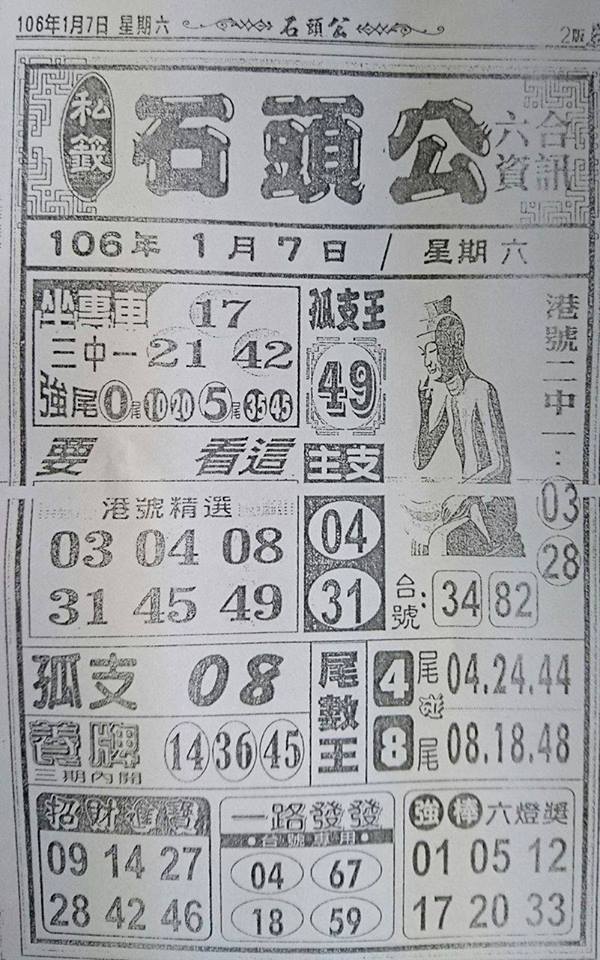 106年1月7日 星期六
石頭公
2版
私籤
石頭公
六合
資訊
106年 1月7日 / 星期六
坐專車 17
三中一 21 42
強尾 0尾 10 20 5尾 35 45
孤支王
49
港號二中一:
03
28
要 看這
主支
04
31
港號精選
03 04 08
31 45 49
台號: 34 82
孤支 08
養牌 14 36 45
三期內開
尾數王
4尾 04.24.44
碰
8尾 08.18.48
招財進寶
09 14 27
28 42 46
一路發發
台號專用
04 67
18 59
強棒六燈獎
01 05 12
17 20 33